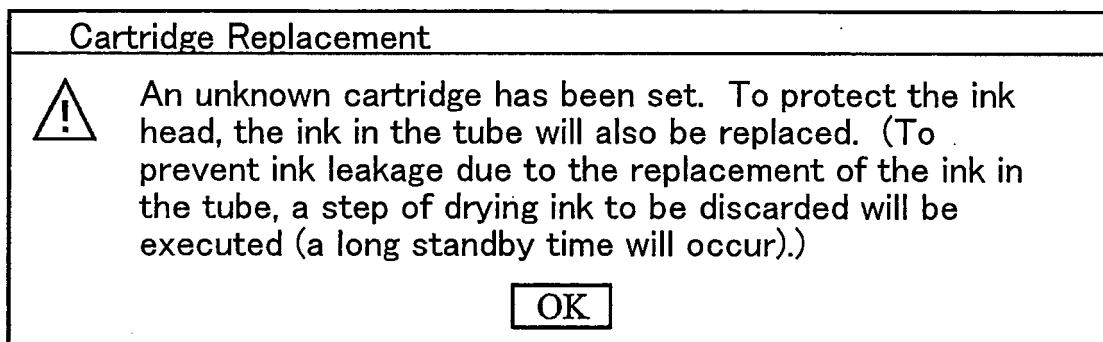 Cartridge Replacement
An unknown cartridge has been set. To protect the ink
head, the ink in the tube will also be replaced. (To
prevent ink leakage due to the replacement of the ink in
the tube, a step of drying ink to be discarded will be
executed (a long standby time will occur).)
OK